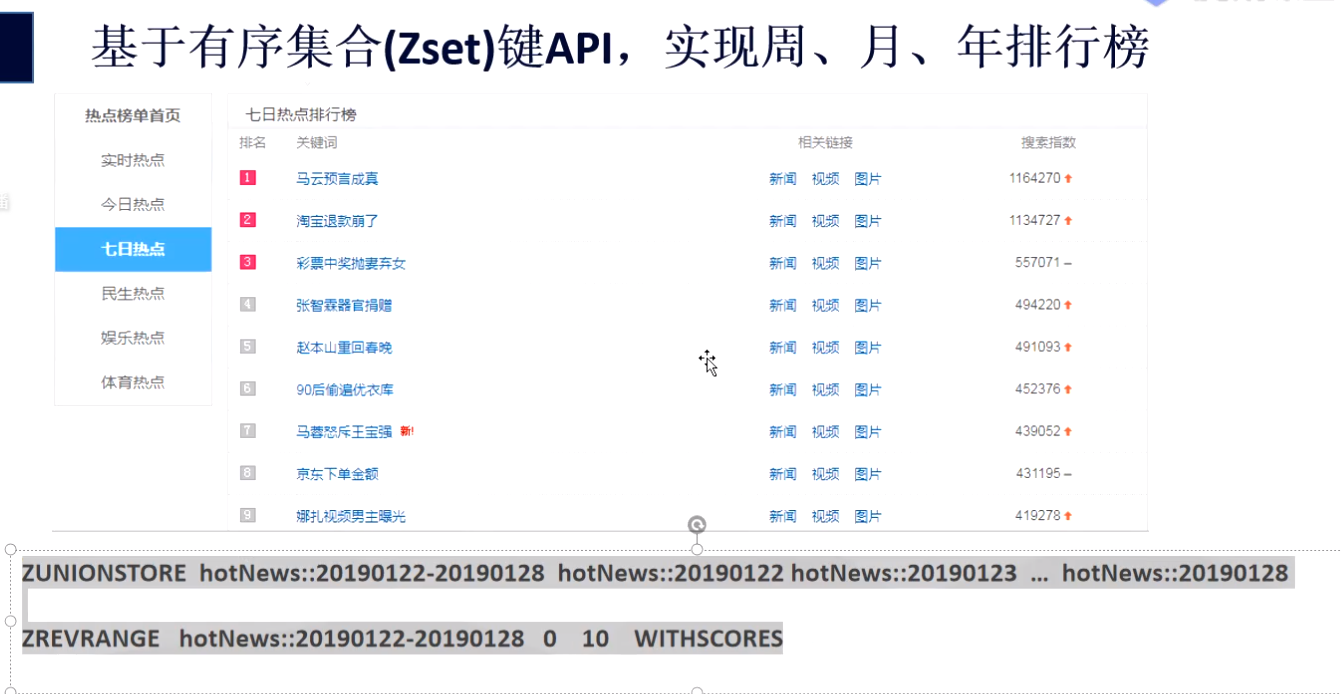 基于有序集合(Zset)键API，实现周、月、年排行榜
热点榜单首页
实时热点
今日热点
七日热点
民生热点
娱乐热点
体育热点
七日热点排行榜
排名 关键词 相关链接 搜索指数
1 马云预言成真 新闻 视频 图片 1164270
2 淘宝退款崩了 新闻 视频 图片 1134727
3 彩票中奖抛妻弃女 新闻 视频 图片 557071
4 张智霖器官捐赠 新闻 视频 图片 494220
5 赵本山重回春晚 新闻 视频 图片 491093
6 90后偷遍优衣库 新闻 视频 图片 452376
7 马蓉怒斥王宝强 新! 新闻 视频 图片 439052
8 京东下单金额 新闻 视频 图片 431195
9 娜扎视频男主曝光 新闻 视频 图片 419278
ZUNIONSTORE hotNews::20190122-20190128 hotNews::20190122 hotNews::20190123 ... hotNews::20190128
ZREVRANGE hotNews::20190122-20190128 0 10 WITHSCORES